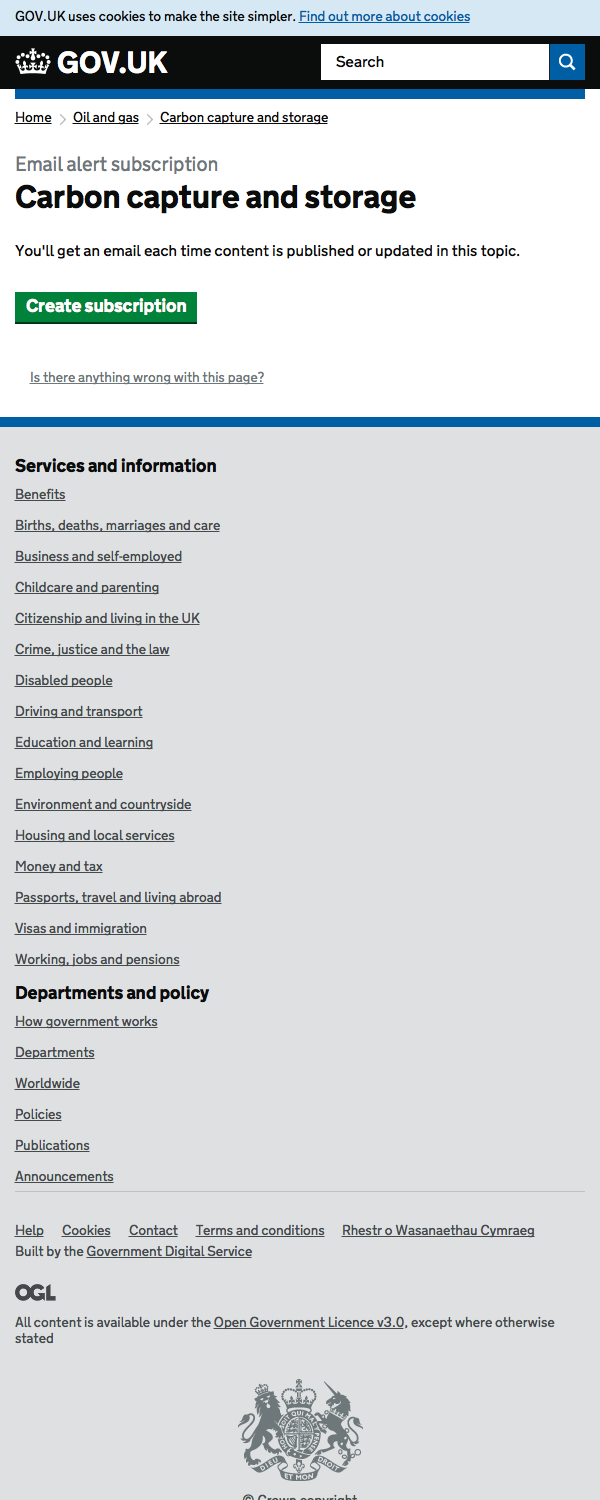 GOV.UK uses cookies to make the site simpler. Find out more about cookies
GOV.UK
Search
Home
Oil and gas
Carbon capture and storage
Email alert subscription
Carbon capture and storage
You'll get an email each time content is published or updated in this topic.
Create subscription
Is there anything wrong with this page?
Services and information
Benefits
Births, deaths, marriages and care
Business and self-employed
Childcare and parenting
Citizenship and living in the UK
Crime, justice and the law
Disabled people
Driving and transport
Education and learning
Employing people
Environment and countryside
Housing and local services
Money and tax
Passports, travel and living abroad
Visas and immigration
Working, jobs and pensions
Departments and policy
How government works
Departments
Worldwide
Policies
Publications
Announcements
Help Cookies Contact Terms and conditions Rhestr o Wasanaethau Cymraeg
Built by the Government Digital Service
OGL
All content is available under the Open Government Licence v3.0, except where otherwise
stated
DIEU ET MON DROIT
© Crown copyright